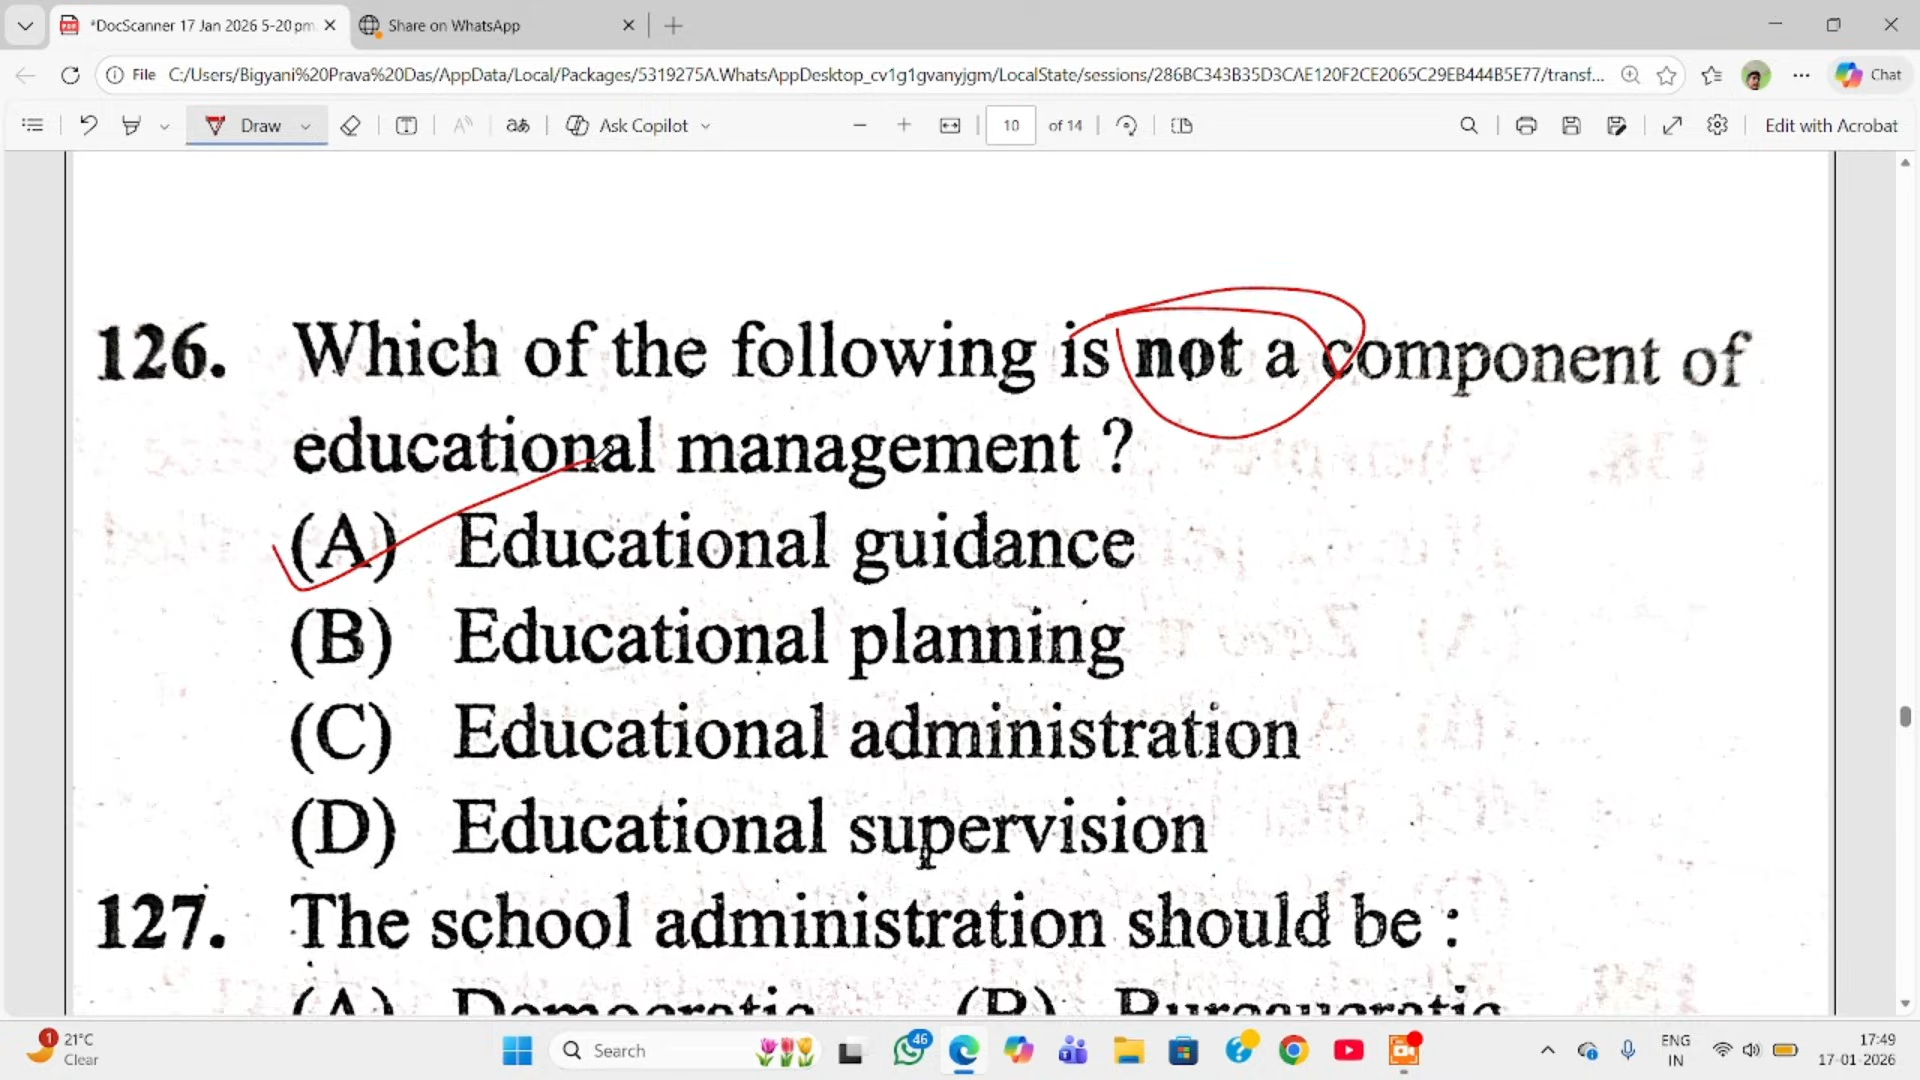 *DocScanner 17 Jan 2026 5-20 pm
Share on WhatsApp
File C:/Users/Bigyani%20Prava%20Das/AppData/Local/Packages/5319275A.WhatsAppDesktop_cv1g1gvanyjgm/LocalState/sessions/286BC343B35D3CAE120F2CE2065C29EB444B5E77/transf...
Chat
Draw
Ask Copilot
10 of 14
Edit with Acrobat
126. Which of the following is not a component of
educational management ?
(A) Educational guidance
(B) Educational planning
(C) Educational administration
(D) Educational supervision
127. The school administration should be :
(A) Democratic (B) Bureaucratic
1
21°C
Clear
Search
46
ENG
IN
17:49
17-01-2026